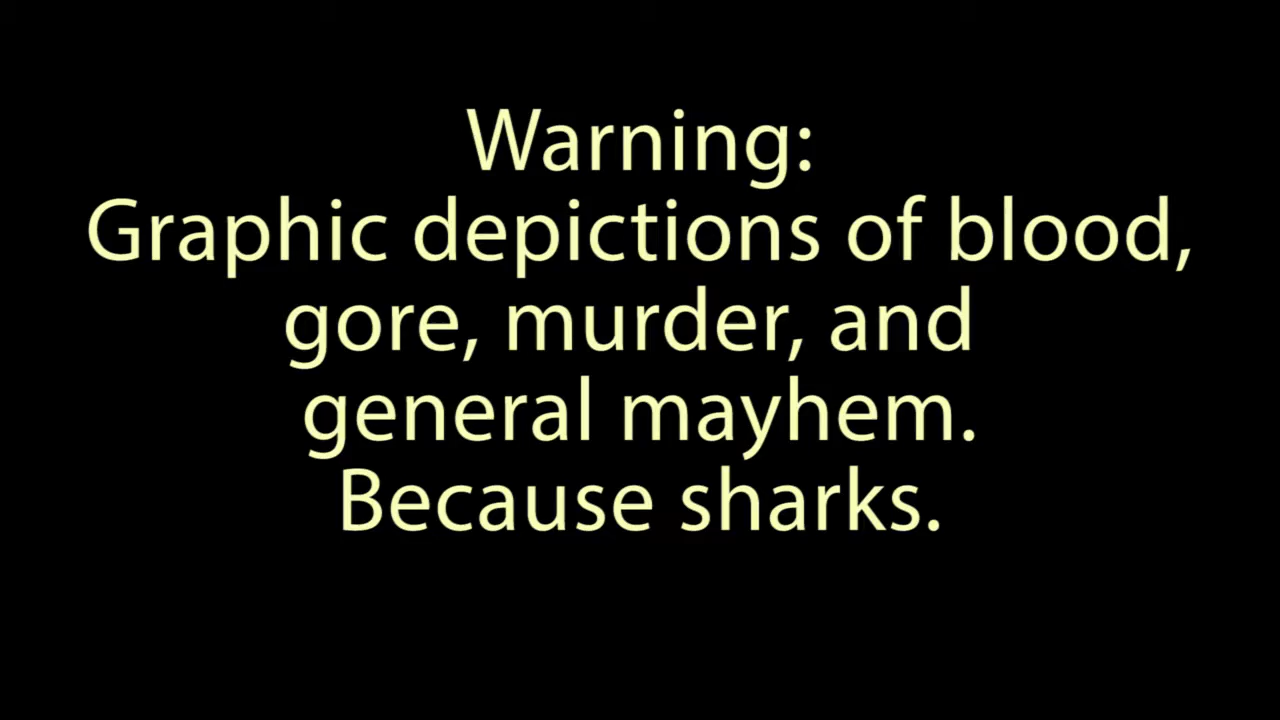 Warning:
Graphic depictions of blood,
gore, murder, and
general mayhem.
Because sharks.